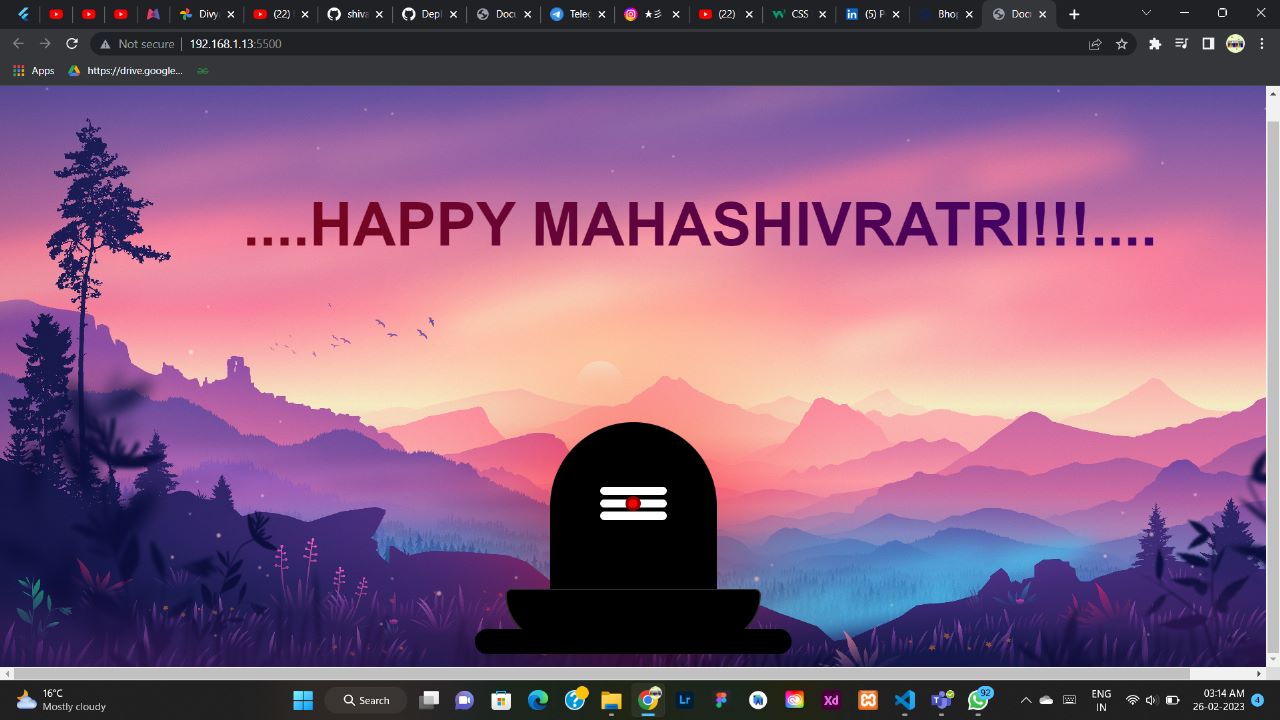 Divy
(22)
shiva
Depl
Docu
Teleg
★彡
(22)
CSS
(5) F
Bhop
Docu
Not secure
192.168.1.13:5500
Apps
https://drive.google...
....HAPPY MAHASHIVRATRI!!!....
16°C
Mostly cloudy
Search
Lr
Xd
92
ENG
IN
03:14 AM
26-02-2023
4